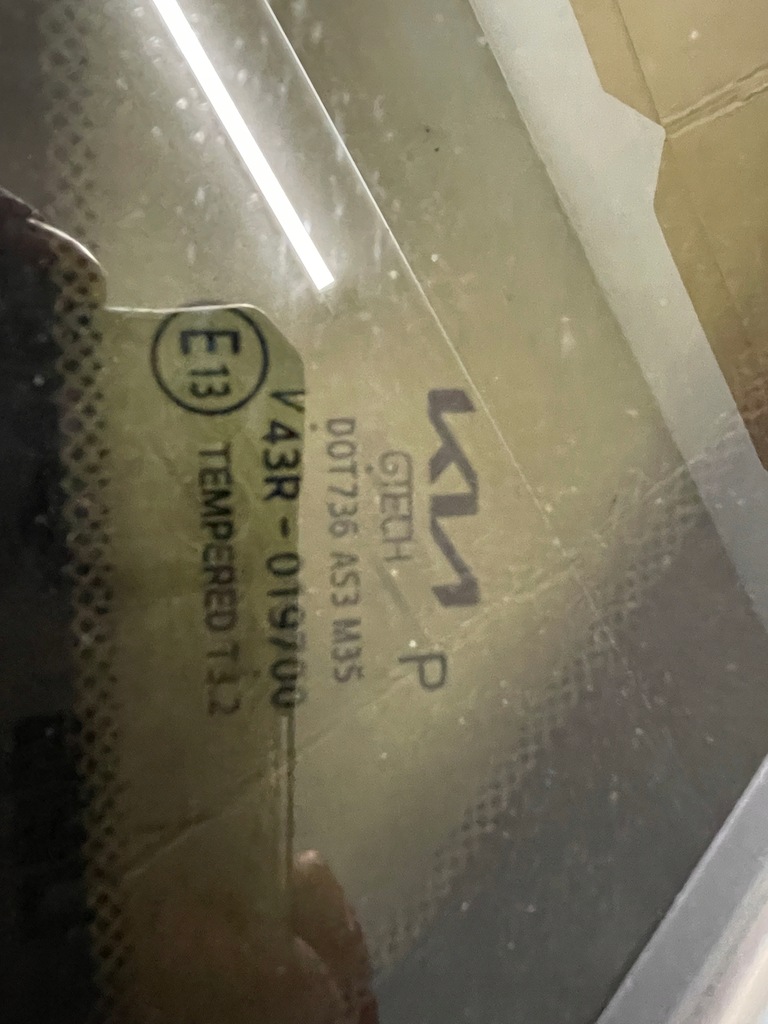 KIA P
GTECH
DOT736 AS3 M35
V 43R - 019700
E13 TEMPERED T3.2